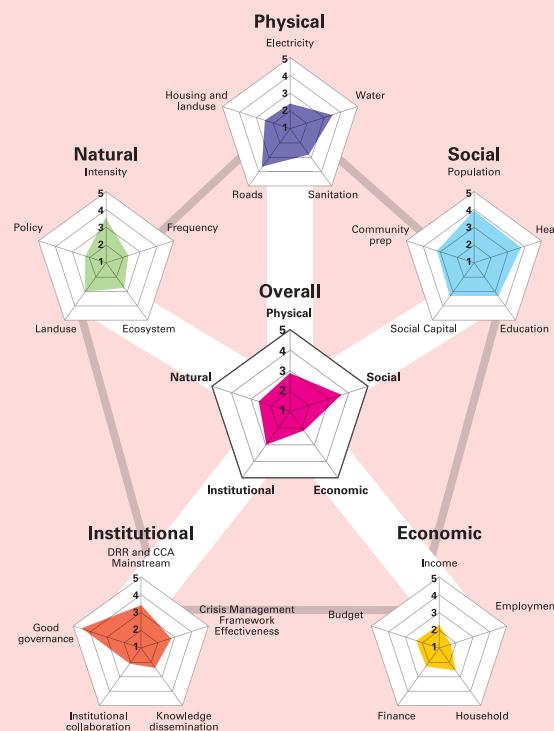 Physical
Electricity
5
4
3
2
1
Housing and
landuse
Water
Roads
Sanitation
Natural
Intensity
5
4
3
2
1
Policy
Frequency
Landuse
Ecosystem
Social
Population
5
4
3
2
1
Community
prep
Hea
Social Capital
Education
Overall
Physical
5
4
3
2
1
Natural
Social
Institutional
Economic
Institutional
DRR and CCA
Mainstream
5
4
3
2
1
Good
governance
Crisis Management
Framework
Effectiveness
Institutional
collaboration
Knowledge
dissemination
Economic
Income
5
4
3
2
1
Budget
Employmen
Finance
Household